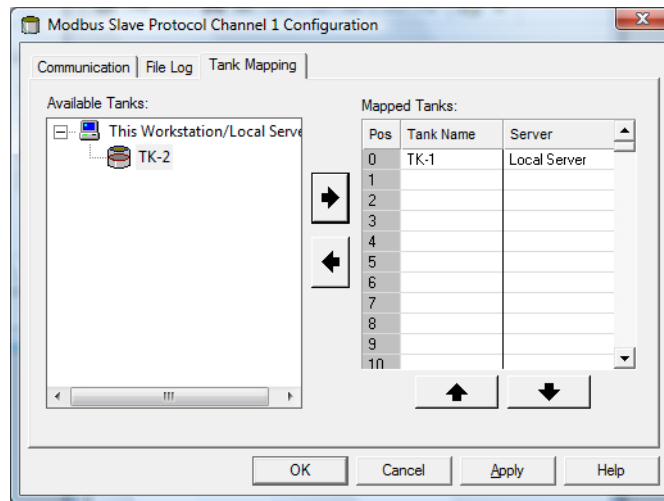 Modbus Slave Protocol Channel 1 Configuration
Communication File Log Tank Mapping
Available Tanks:
This Workstation/Local Serve
TK-2
Mapped Tanks:
Pos Tank Name Server
0 TK-1 Local Server
1
2
3
4
5
6
7
8
9
10
OK Cancel Apply Help